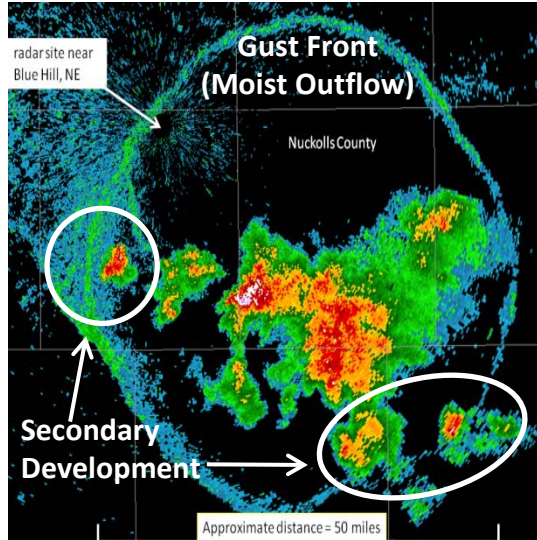 Gust Front
(Moist Outflow)
radar site near
Blue Hill, NE
Nuckolls County
Secondary
Development
Approximate distance = 50 miles